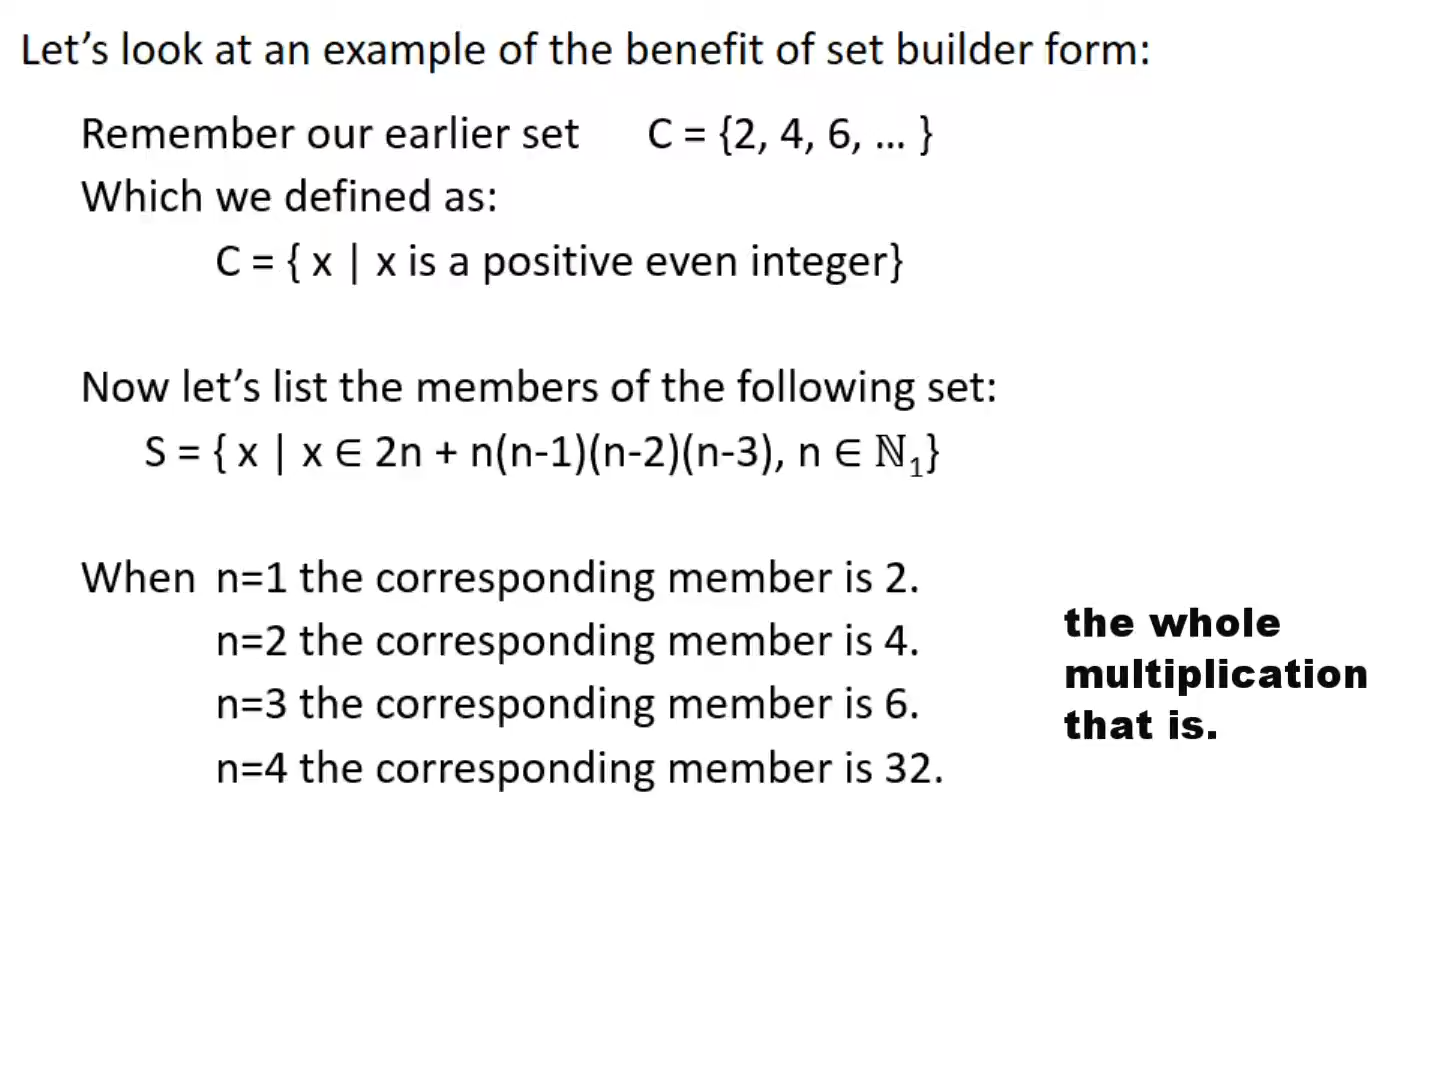 Let’s look at an example of the benefit of set builder form:
Remember our earlier set C = {2, 4, 6, ... }
Which we defined as:
C = { x | x is a positive even integer}
Now let’s list the members of the following set:
S = { x | x ∈ 2n + n(n-1)(n-2)(n-3), n ∈ ℕ₁}
When n=1 the corresponding member is 2.
n=2 the corresponding member is 4.
n=3 the corresponding member is 6.
n=4 the corresponding member is 32.
the whole
multiplication
that is.